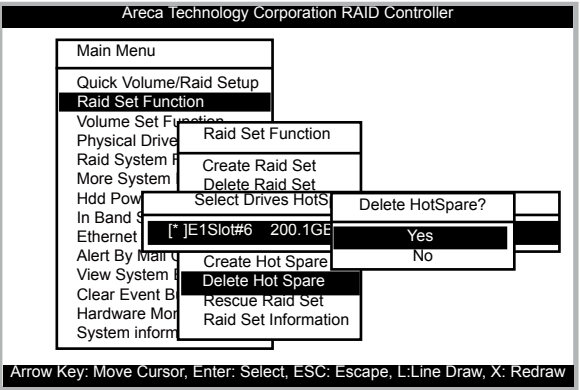 Areca Technology Corporation RAID Controller
Main Menu
Quick Volume/Raid Setup
Raid Set Function
Volume Set Function
Physical Drive
Raid System
More System
Hdd Pow
In Band
Ethernet
Alert By Mail
View System
Clear Event
Hardware Mon
System inform
Raid Set Function
Create Raid Set
Delete Raid Set
Create Hot Spare
Delete Hot Spare
Rescue Raid Set
Raid Set Information
Select Drives HotS
[* ]E1Slot#6 200.1GB
Delete HotSpare?
Yes
No
Arrow Key: Move Cursor, Enter: Select, ESC: Escape, L:Line Draw, X: Redraw